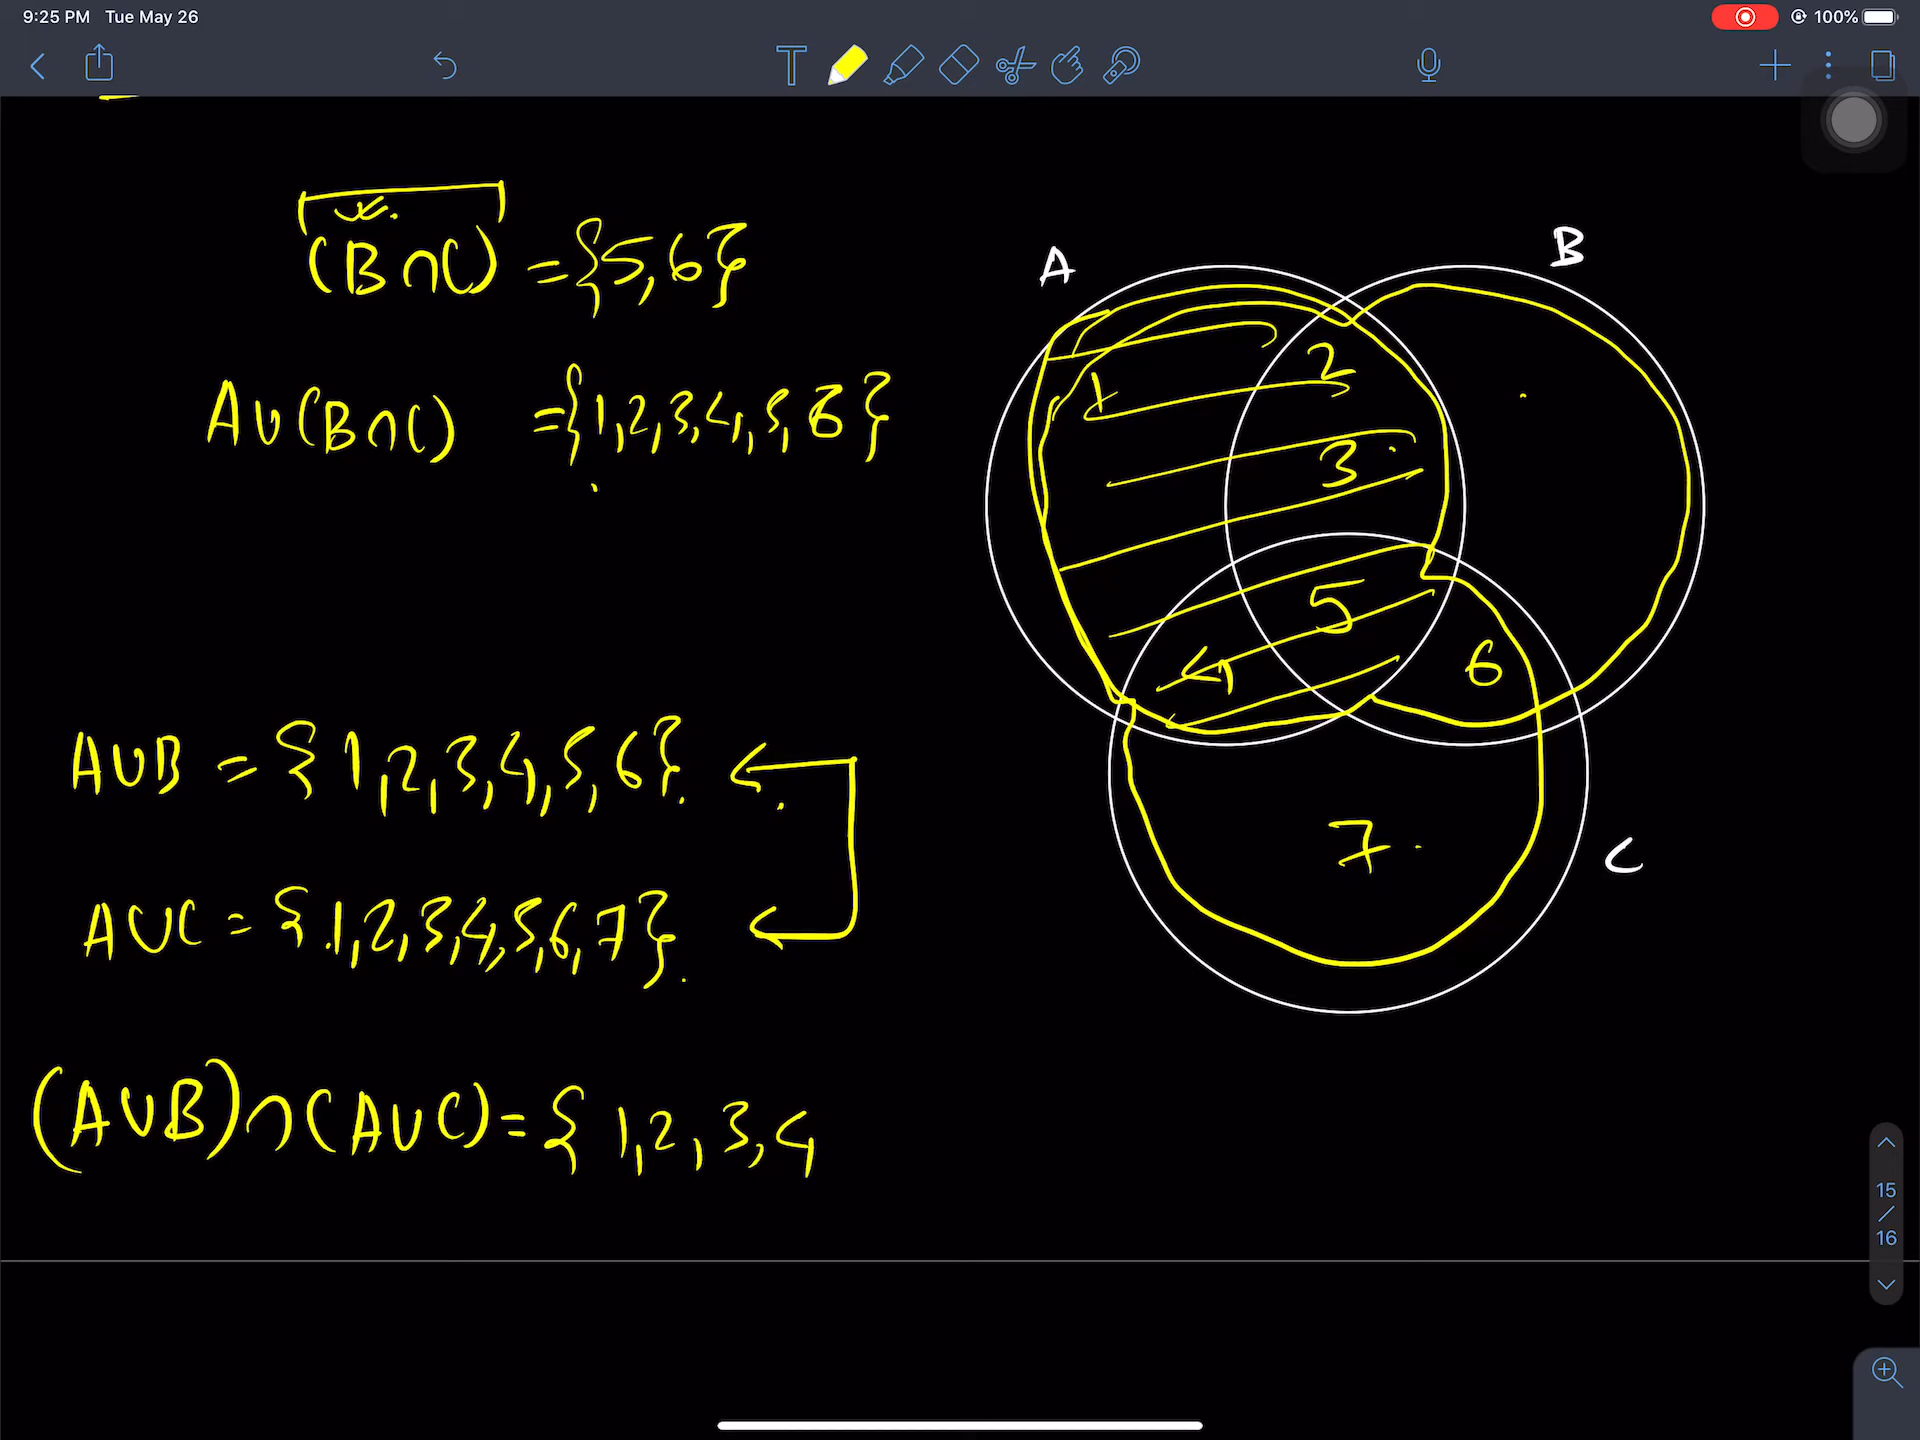 9:25 PM Tue May 26
100%
(B∩C) = {5,6}
A∪(B∩C) = {1,2,3,4,5,6}
A
B
1
2
3
4
5
6
7
C
A∪B = {1,2,3,4,5,6}.
A∪C = {1,2,3,4,5,6,7}.
(A∪B)∩(A∪C) = { 1,2,3,4
15
/
16